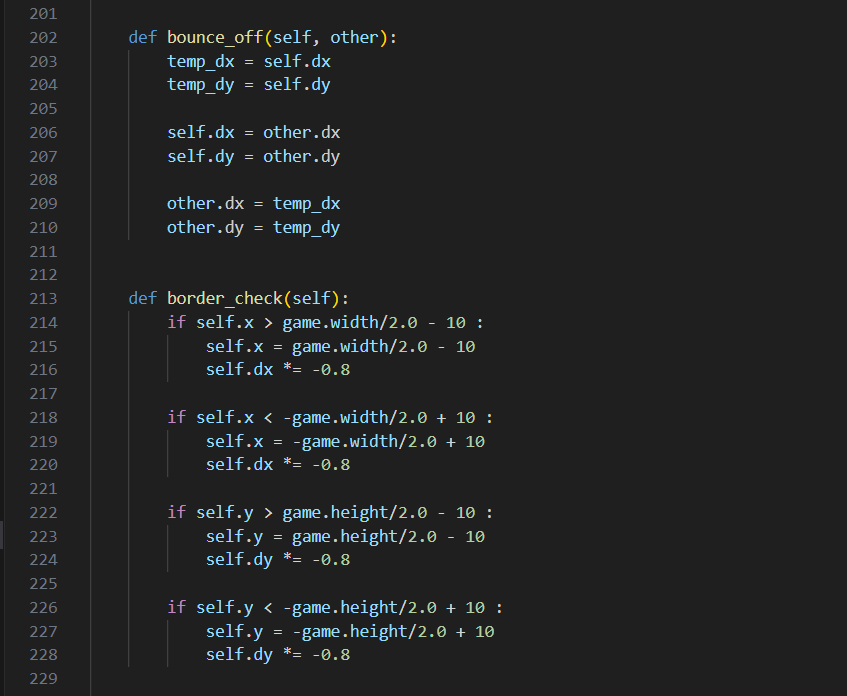 201
202 def bounce_off(self, other):
203 temp_dx = self.dx
204 temp_dy = self.dy
205
206 self.dx = other.dx
207 self.dy = other.dy
208
209 other.dx = temp_dx
210 other.dy = temp_dy
211
212
213 def border_check(self):
214 if self.x > game.width/2.0 - 10 :
215 self.x = game.width/2.0 - 10
216 self.dx *= -0.8
217
218 if self.x < -game.width/2.0 + 10 :
219 self.x = -game.width/2.0 + 10
220 self.dx *= -0.8
221
222 if self.y > game.height/2.0 - 10 :
223 self.y = game.height/2.0 - 10
224 self.dy *= -0.8
225
226 if self.y < -game.height/2.0 + 10 :
227 self.y = -game.height/2.0 + 10
228 self.dy *= -0.8
229